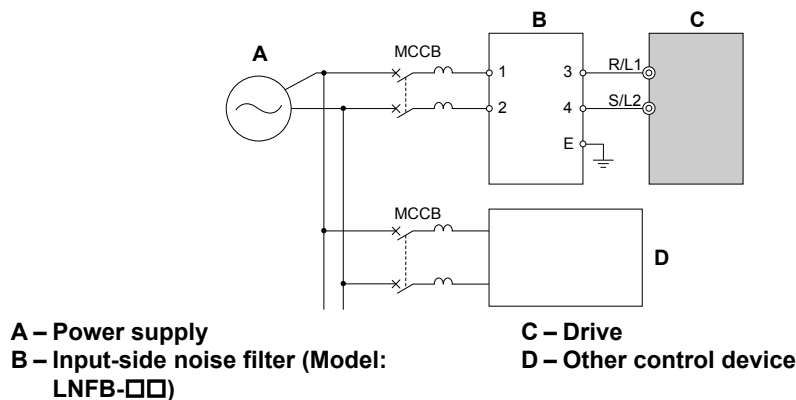 B
C
A
MCCB
1
3
R/L1
2
4
S/L2
E
MCCB
D
A – Power supply
B – Input-side noise filter (Model:
LNFB-□□)
C – Drive
D – Other control device